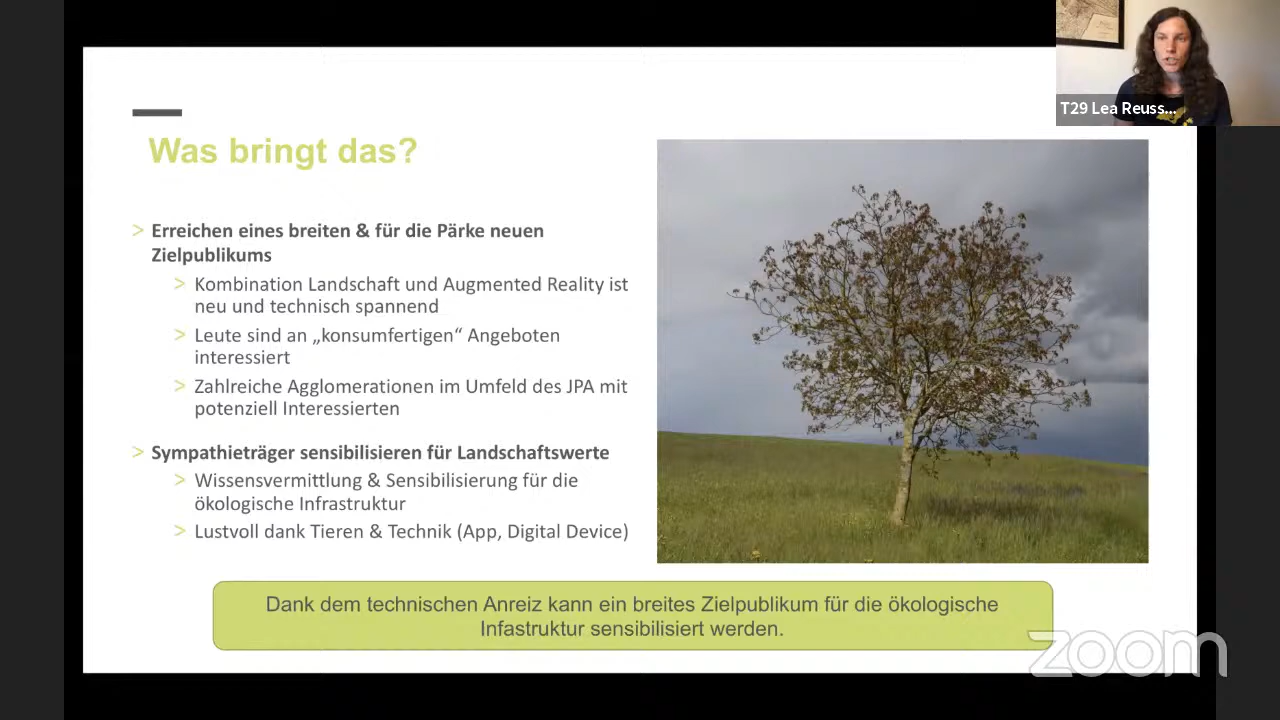 T29 Lea Reuss...
Was bringt das?
> Erreichen eines breiten & für die Pärke neuen
Zielpublikums
> Kombination Landschaft und Augmented Reality ist
neu und technisch spannend
> Leute sind an „konsumfertigen“ Angeboten
interessiert
> Zahlreiche Agglomerationen im Umfeld des JPA mit
potenziell Interessierten
> Sympathieträger sensibilisieren für Landschaftswerte
> Wissensvermittlung & Sensibilisierung für die
ökologische Infrastruktur
> Lustvoll dank Tieren & Technik (App, Digital Device)
Dank dem technischen Anreiz kann ein breites Zielpublikum für die ökologische
Infastruktur sensibilisiert werden.
zoom